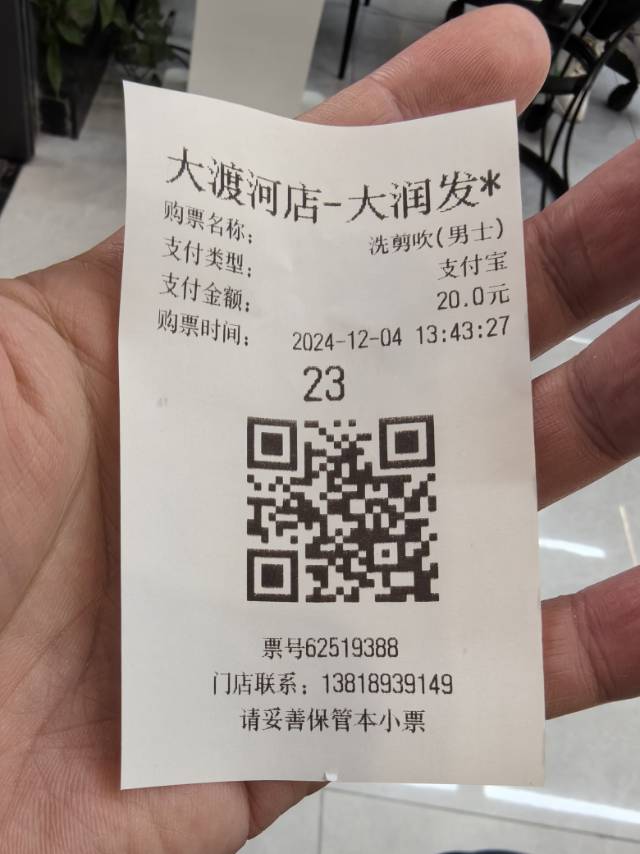 大渡河店-大润发*
购票名称： 洗剪吹(男士)
支付类型： 支付宝
支付金额： 20.0元
购票时间： 2024-12-04 13:43:27
23
票号62519388
门店联系：13818939149
请妥善保管本小票